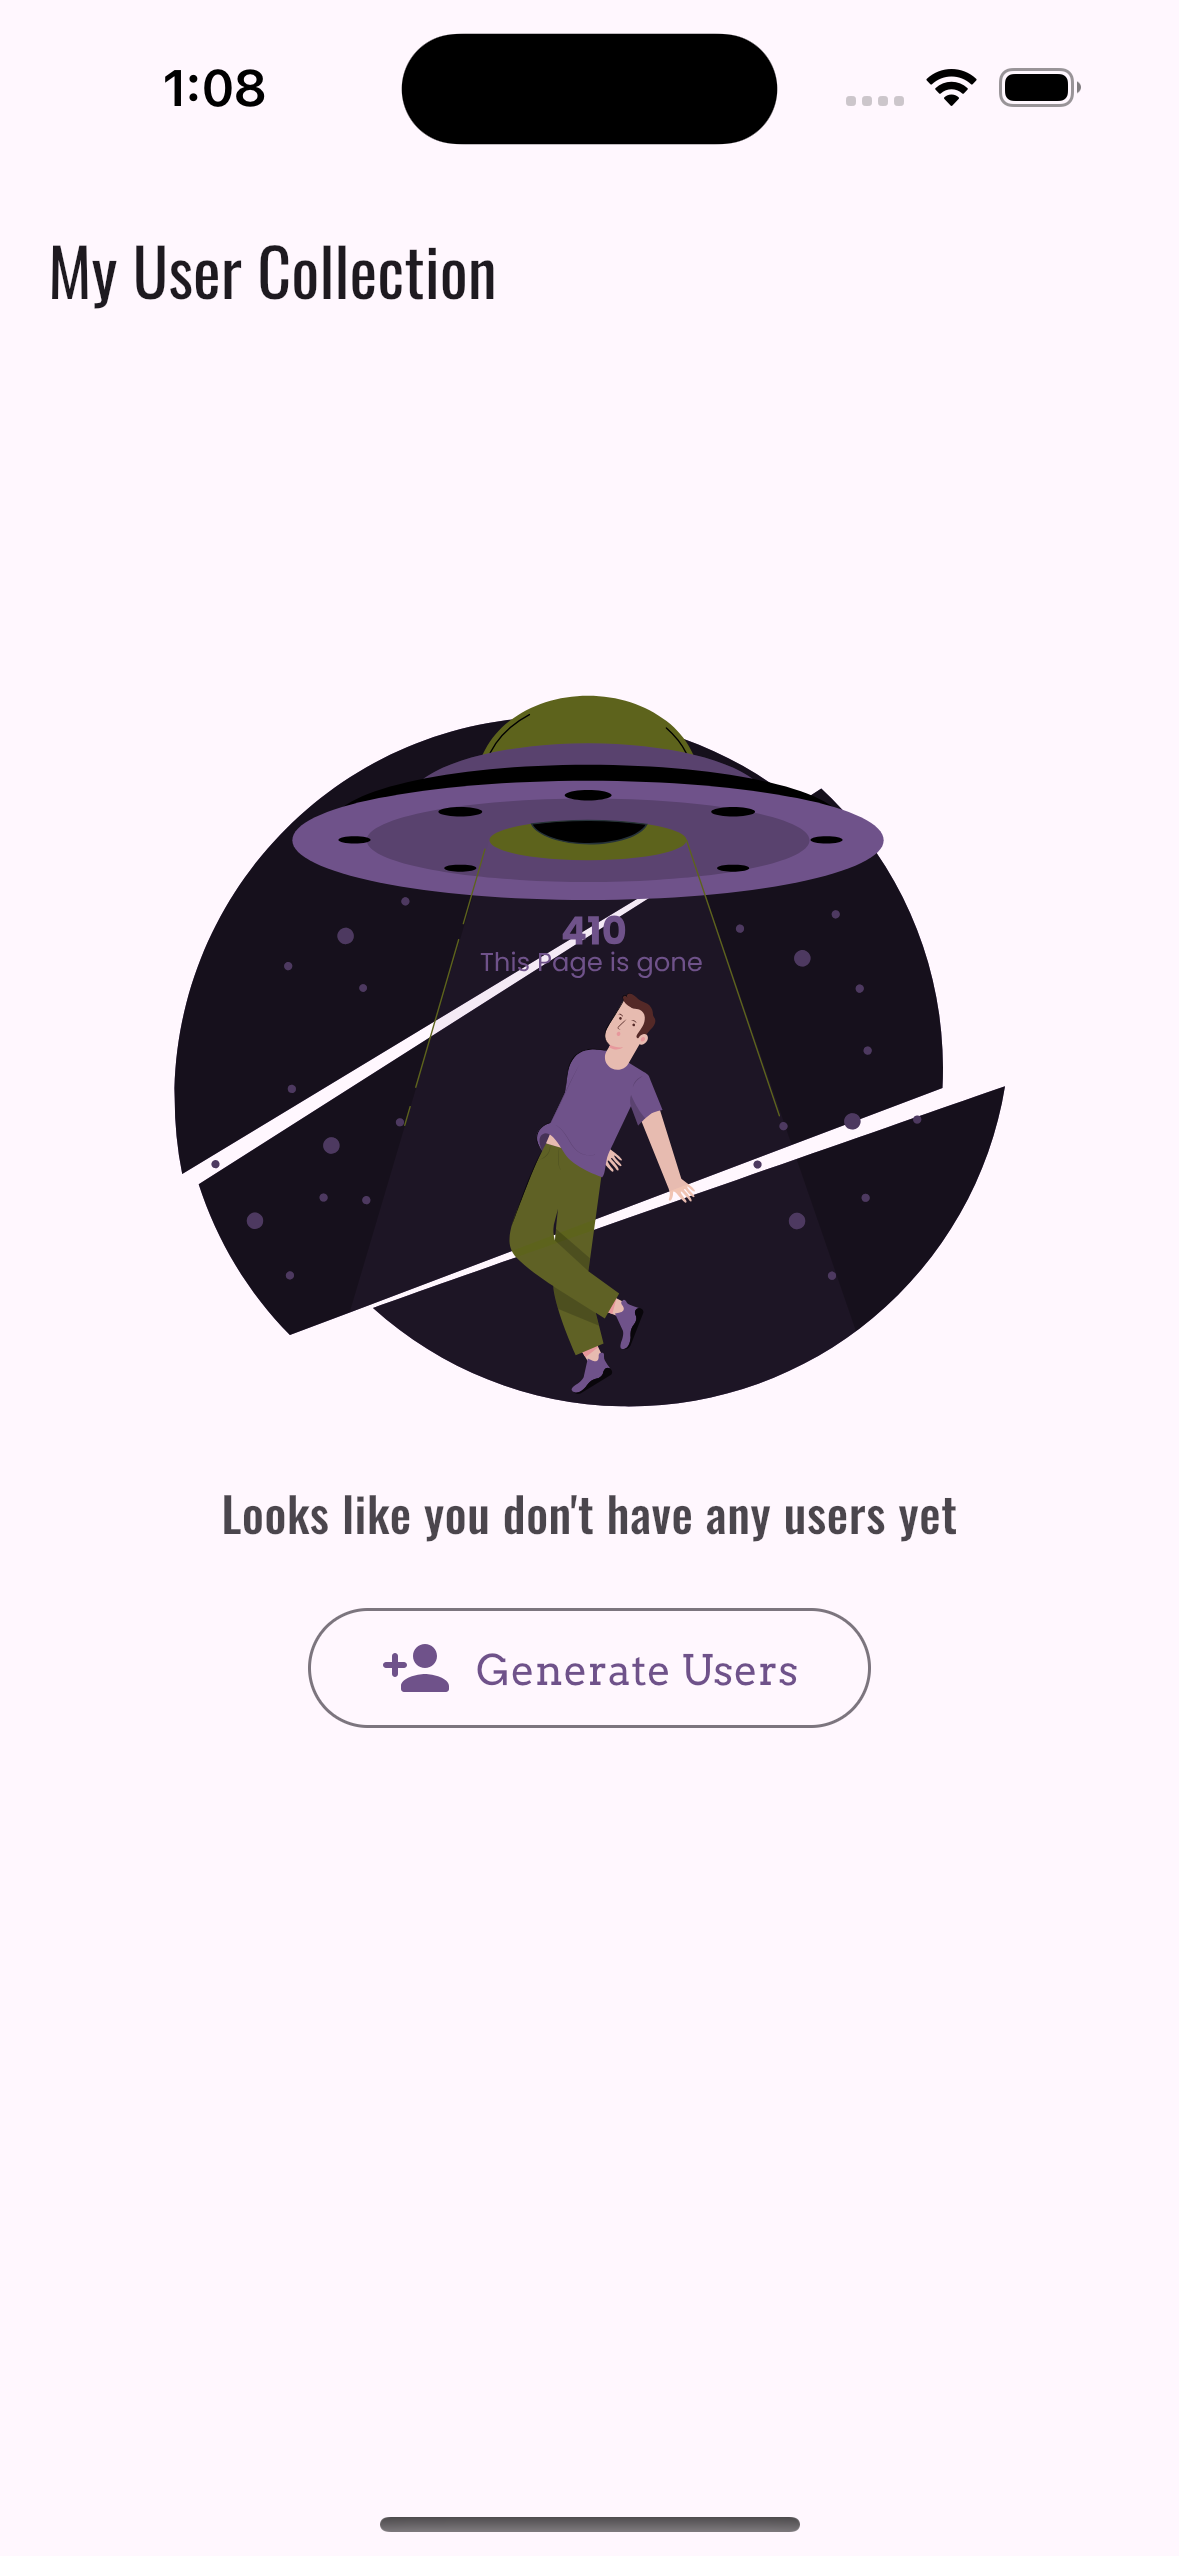 1:08
My User Collection
410
This Page is gone
Looks like you don't have any users yet
Generate Users